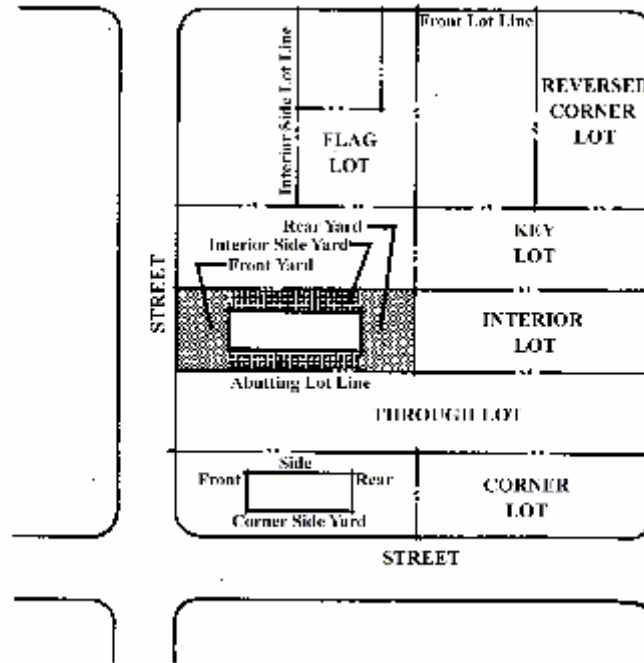 Front Lot Line
Interior Side Lot Line
REVERSED
CORNER
LOT
FLAG
LOT
Rear Yard
Interior Side Yard
Front Yard
KEY
LOT
STREET
INTERIOR
LOT
Abutting Lot Line
THROUGH LOT
Side
Front
Rear
Corner Side Yard
CORNER
LOT
STREET